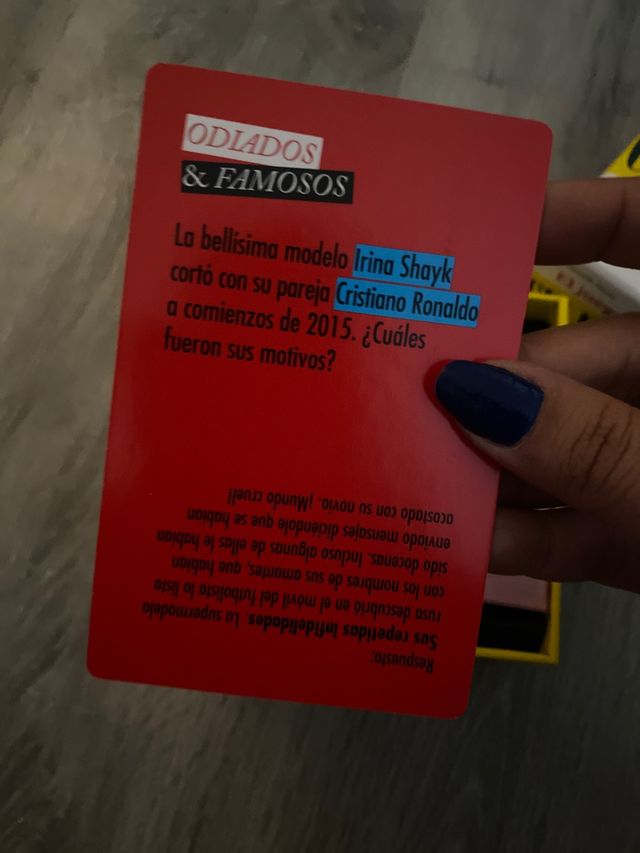 ODIADOS
& FAMOSOS
La bellísima modelo Irina Shayk
cortó con su pareja Cristiano Ronaldo
a comienzos de 2015. ¿Cuáles
fueron sus motivos?
Respuesta:
Sus repetidas infidelidades. La supermodelo
rusa descubrió en el móvil del futbolista la lista
con los nombres de sus amantes, que habían
sido docenas. Incluso algunas de ellas le habían
enviado mensajes diciéndole que se habían
acostado con su novio. ¡Mundo cruel!